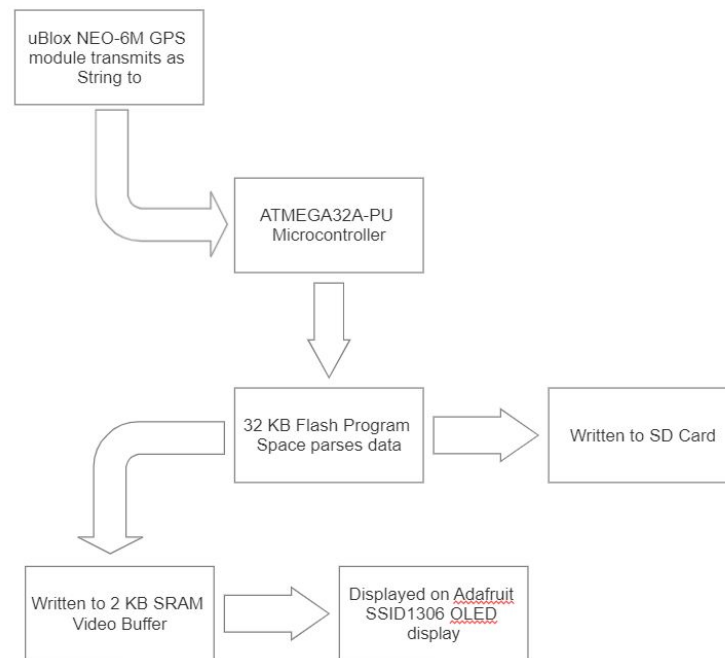 uBlox NEO-6M GPS
module transmits as
String to
ATMEGA32A-PU
Microcontroller
32 KB Flash Program
Space parses data
Written to SD Card
Written to 2 KB SRAM
Video Buffer
Displayed on Adafruit
SSID1306 OLED
display